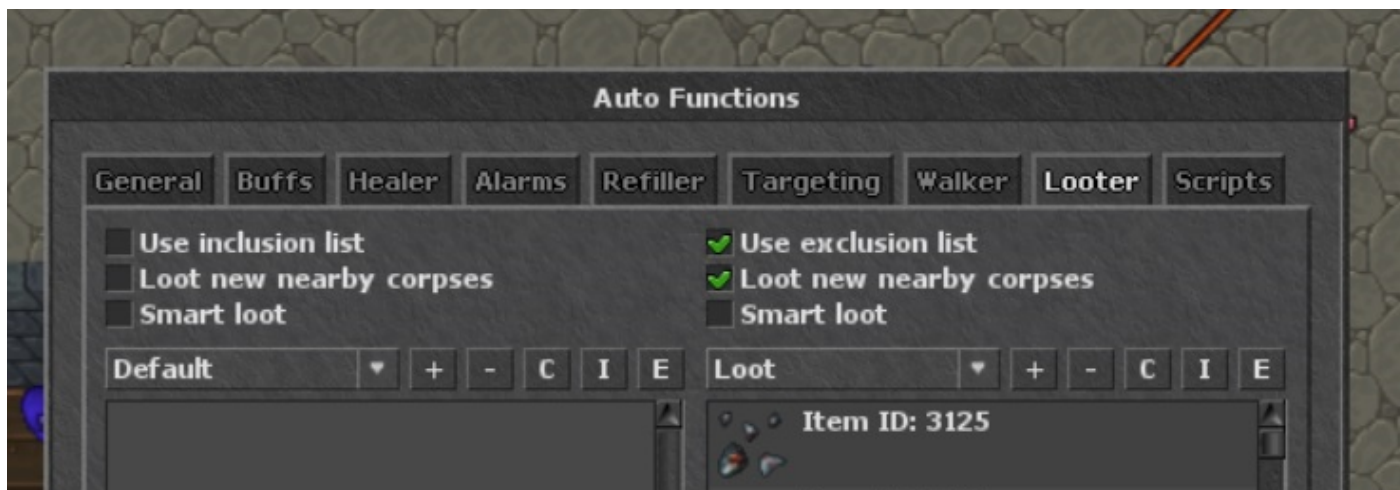 Auto Functions
General Buffs Healer Alarms Refiller Targeting Walker Looter Scripts
Use inclusion list
Loot new nearby corpses
Smart loot
Default + - C I E
Use exclusion list
Loot new nearby corpses
Smart loot
Loot + - C I E
Item ID: 3125